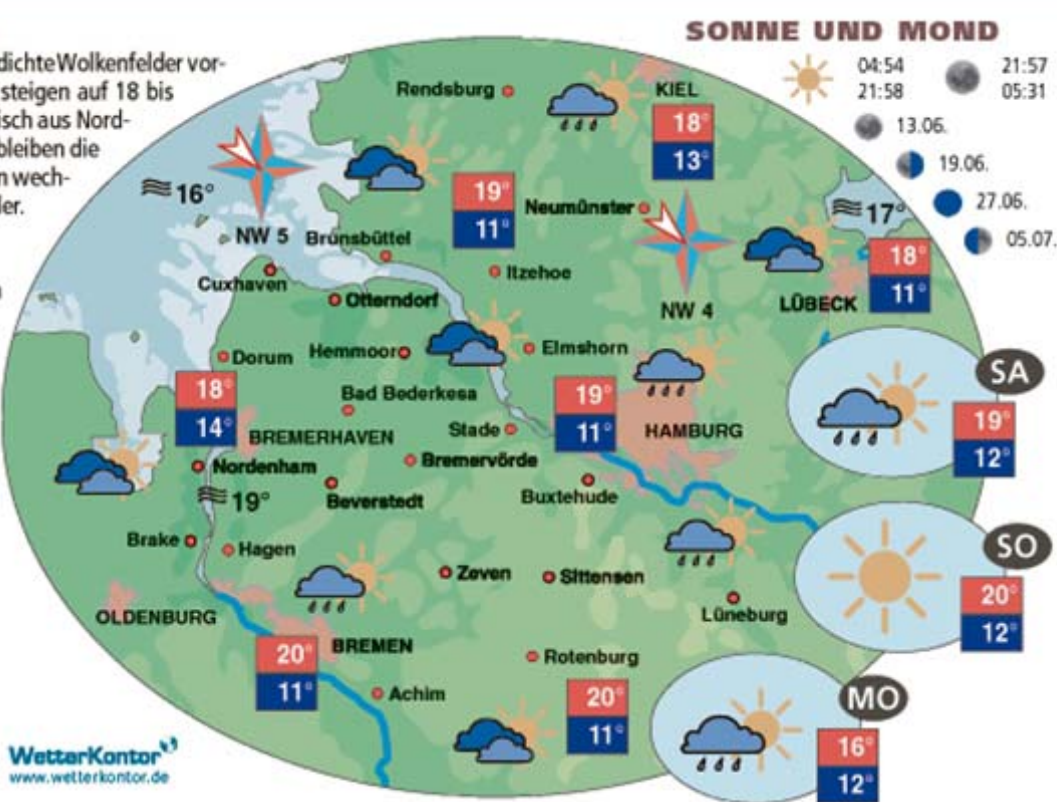 SONNE UND MOND
04:54
21:58
21:57
05:31
13.06.
19.06.
27.06.
05.07.
dichte Wolkenfelder vor-
steigen auf 18 bis
isch aus Nord-
bleiben die
n wech-
ler.
Rendsburg
KIEL
18°
13°
16°
19°
11°
Neumünster
17°
NW 5
Brunsbüttel
Cuxhaven
Itzehoe
Otterndorf
NW 4
18°
11°
LÜBECK
Dorum
Hemmoor
Elmshorn
SA
19°
12°
18°
14°
Bad Bederkesa
BREMERHAVEN
Stade
19°
11°
HAMBURG
Nordenham
Bremervörde
19°
Beverstedt
Buxtehude
Brake
Hagen
Zeven
Sittensen
Lüneburg
SO
20°
12°
OLDENBURG
BREMEN
20°
11°
Rotenburg
Achim
20°
11°
MO
16°
12°
WetterKontor
www.wetterkontor.de